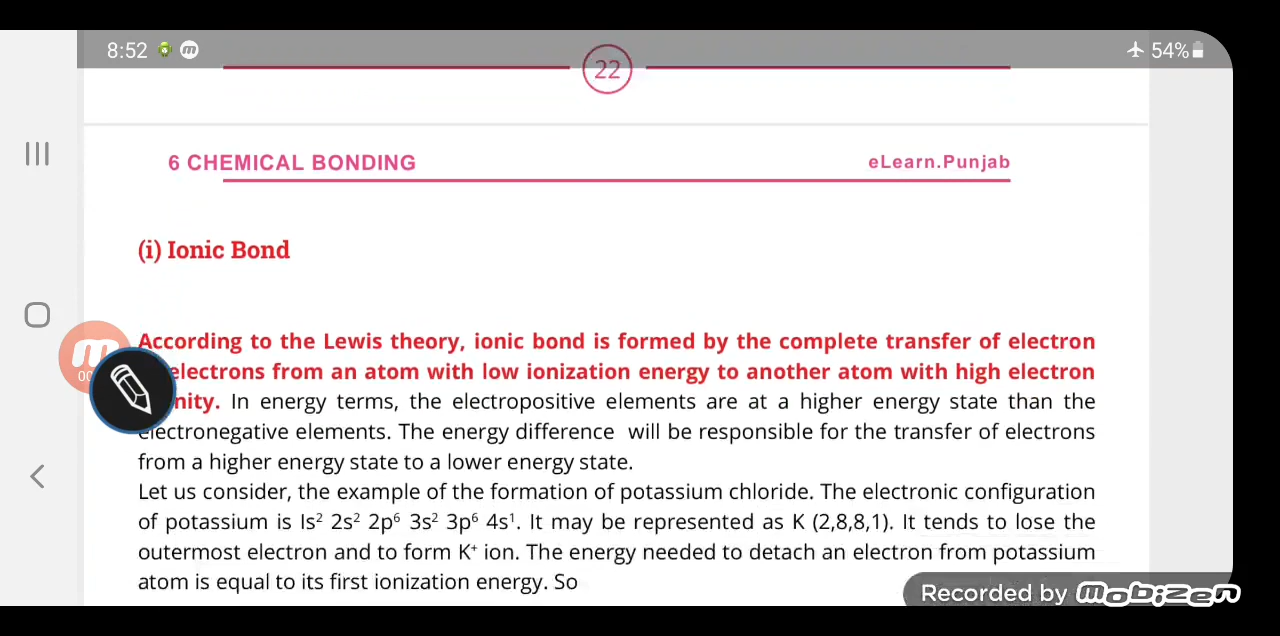 8:52
54%
22
6 CHEMICAL BONDING
eLearn.Punjab
(i) Ionic Bond
According to the Lewis theory, ionic bond is formed by the complete transfer of electron
electrons from an atom with low ionization energy to another atom with high electron
nity. In energy terms, the electropositive elements are at a higher energy state than the
electronegative elements. The energy difference will be responsible for the transfer of electrons
from a higher energy state to a lower energy state.
Let us consider, the example of the formation of potassium chloride. The electronic configuration
of potassium is Is² 2s² 2p⁶ 3s² 3p⁶ 4s¹. It may be represented as K (2,8,8,1). It tends to lose the
outermost electron and to form K⁺ ion. The energy needed to detach an electron from potassium
atom is equal to its first ionization energy. So
Recorded by Mobizen